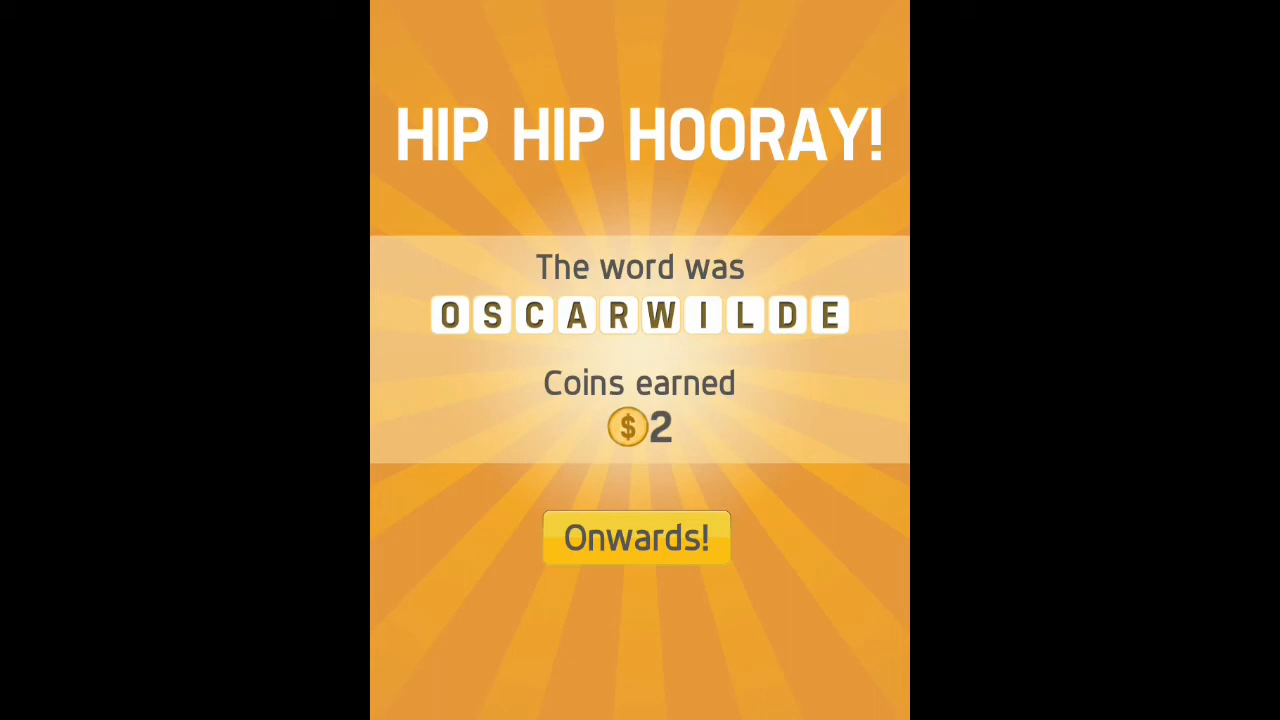 HIP HIP HOORAY!
The word was
OSCARWILDE
Coins earned
$2
Onwards!